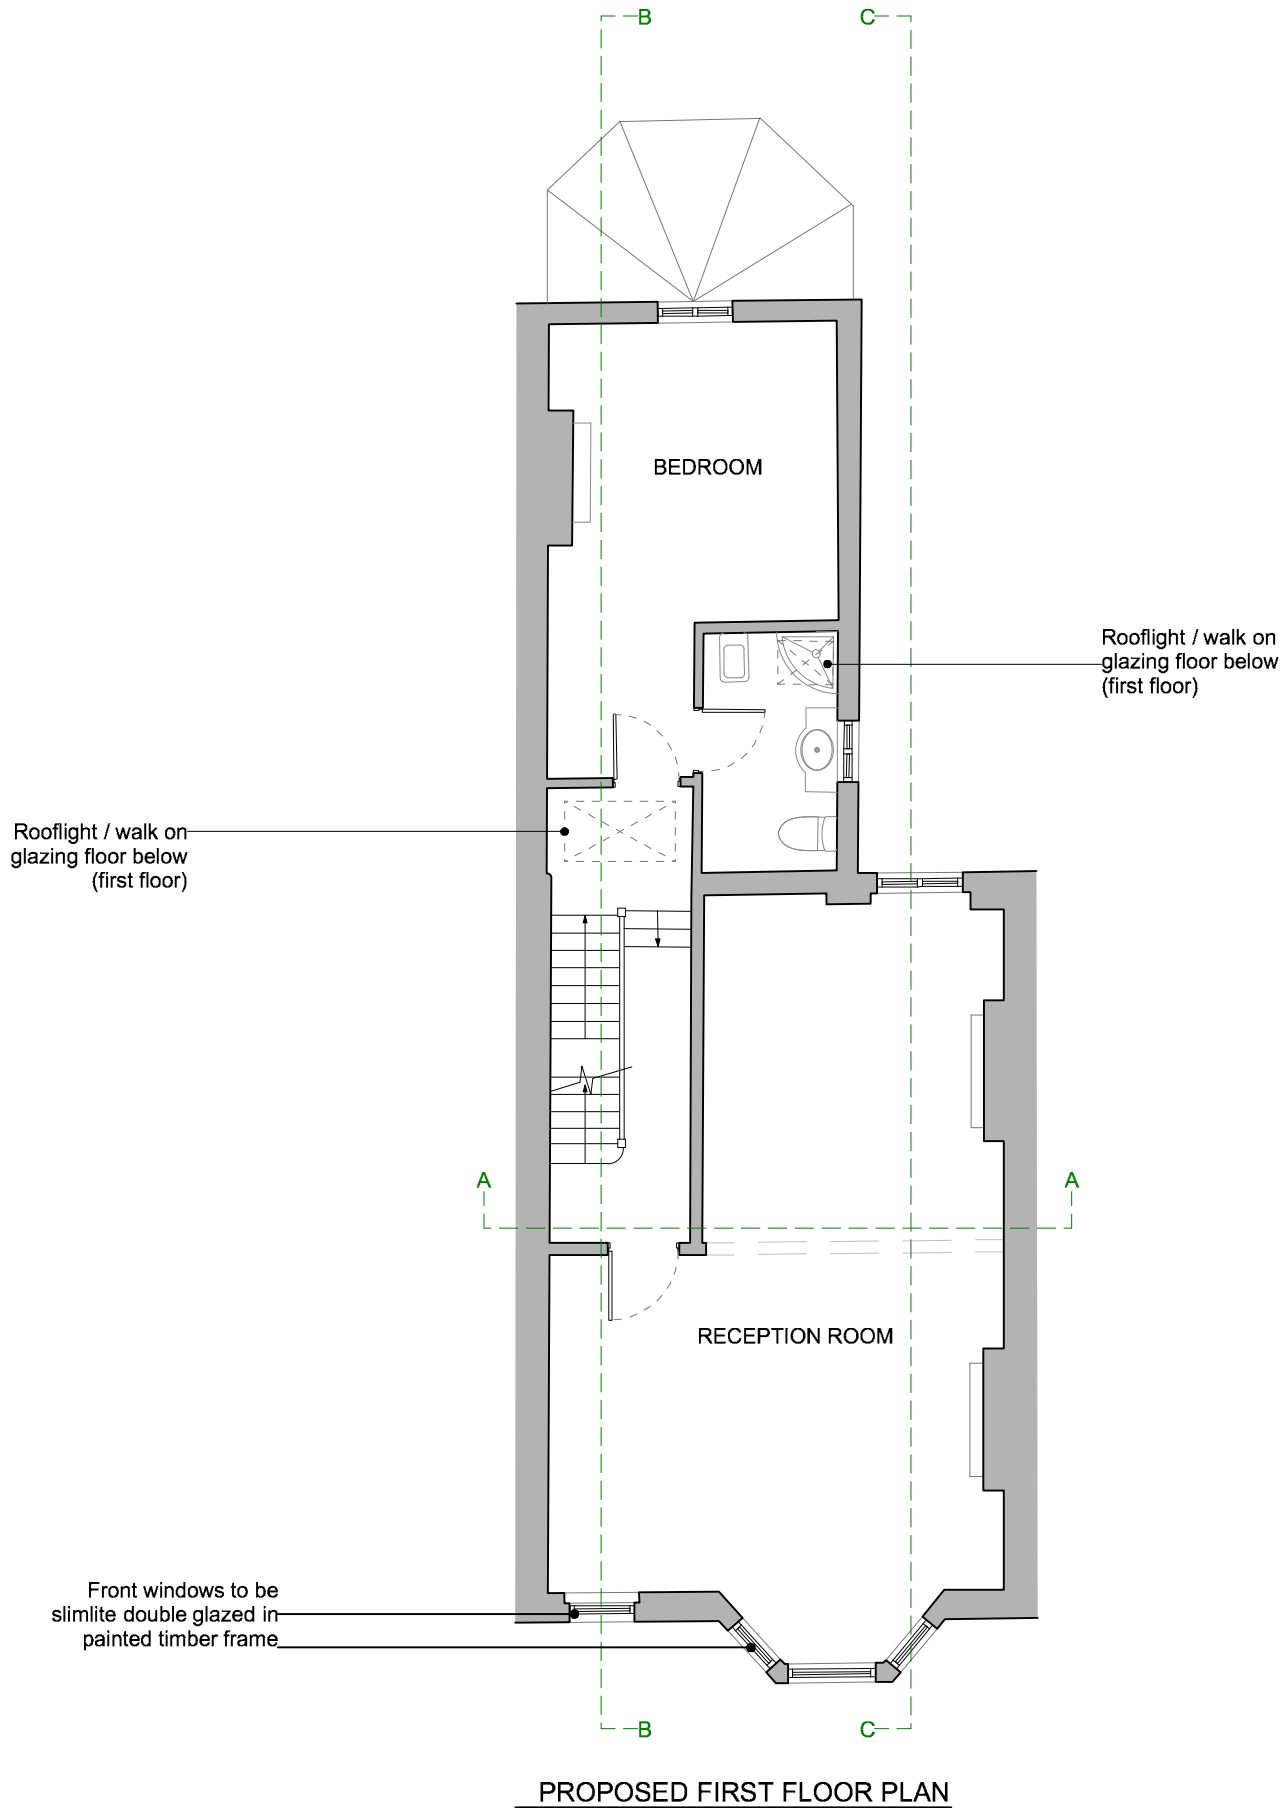 B
C
BEDROOM
Rooflight / walk on
glazing floor below
(first floor)
Rooflight / walk on
glazing floor below
(first floor)
A
A
RECEPTION ROOM
Front windows to be
slimlite double glazed in
painted timber frame
B
C
PROPOSED FIRST FLOOR PLAN